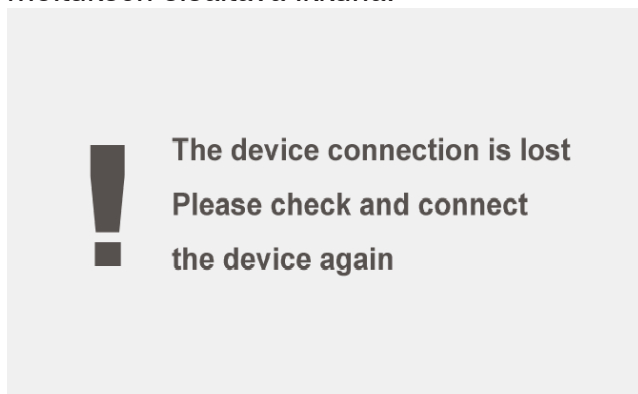 !
The device connection is lost
Please check and connect
the device again